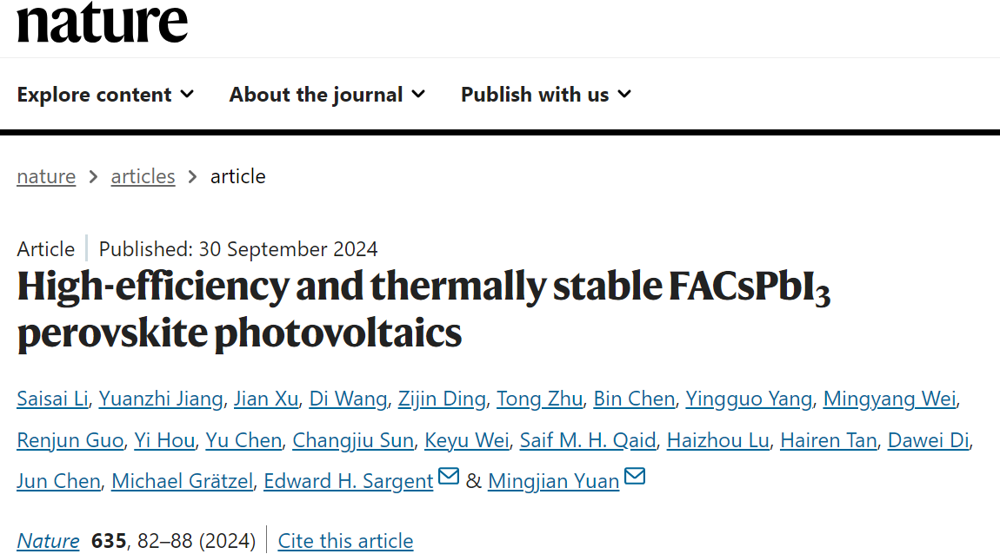 nature
Explore content About the journal Publish with us
nature > articles > article
Article | Published: 30 September 2024
High-efficiency and thermally stable FACsPbI₃
perovskite photovoltaics
Saisai Li, Yuanzhi Jiang, Jian Xu, Di Wang, Zijin Ding, Tong Zhu, Bin Chen, Yingguo Yang, Mingyang Wei,
Renjun Guo, Yi Hou, Yu Chen, Changjiu Sun, Keyu Wei, Saif M. H. Qaid, Haizhou Lu, Hairen Tan, Dawei Di,
Jun Chen, Michael Grätzel, Edward H. Sargent & Mingjian Yuan
Nature 635, 82–88 (2024) | Cite this article